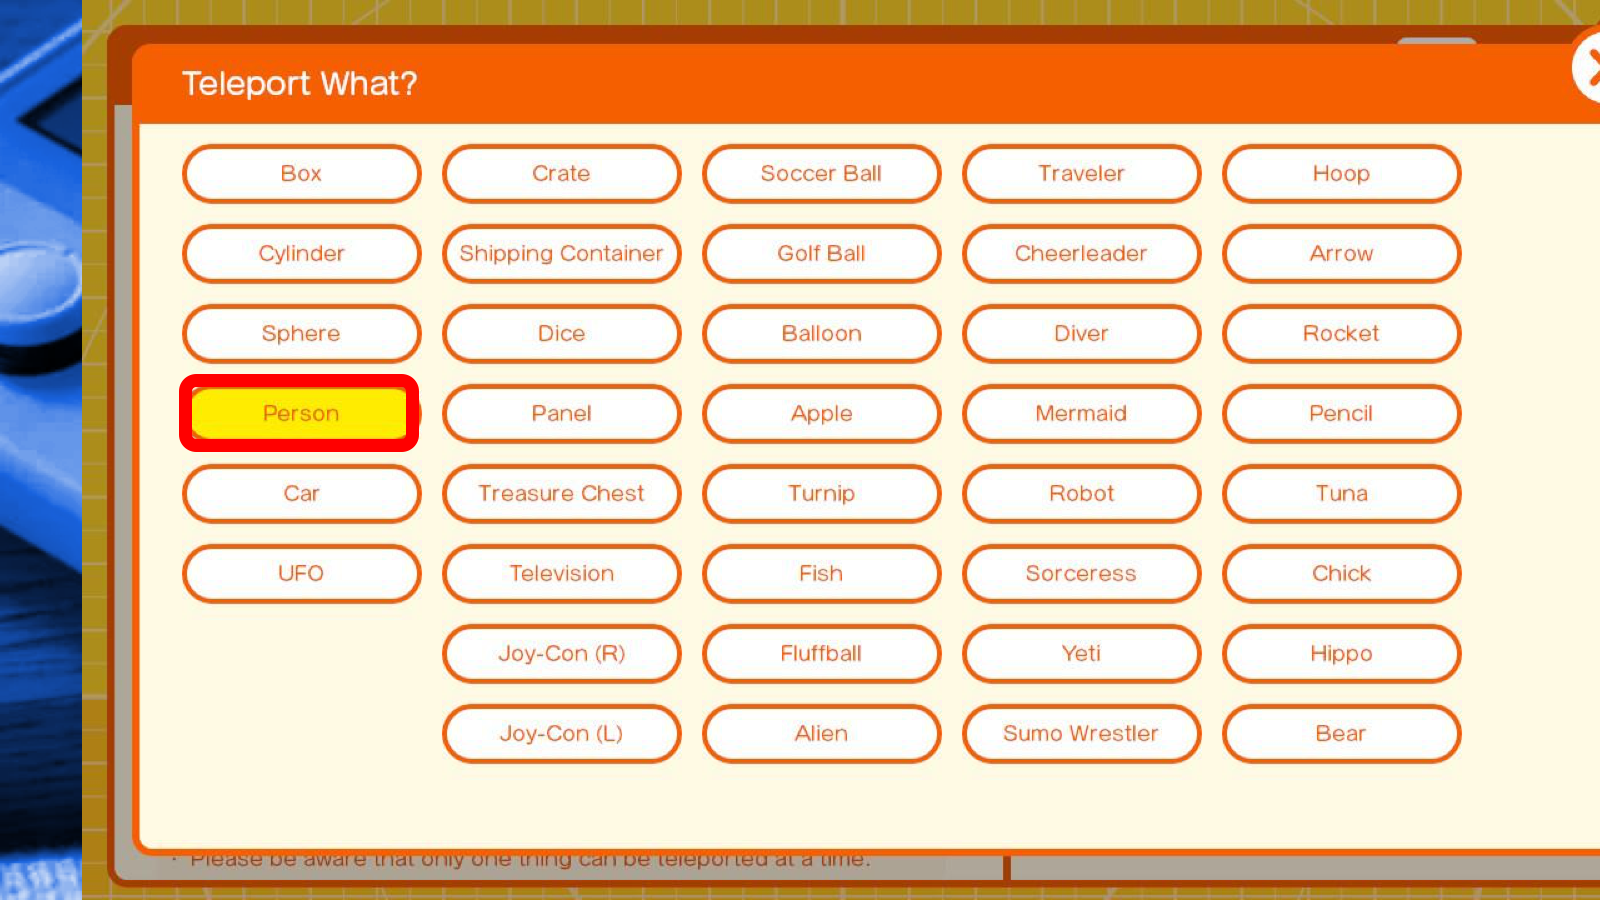 Teleport What?
Box
Crate
Soccer Ball
Traveler
Hoop
Cylinder
Shipping Container
Golf Ball
Cheerleader
Arrow
Sphere
Dice
Balloon
Diver
Rocket
Person
Panel
Apple
Mermaid
Pencil
Car
Treasure Chest
Turnip
Robot
Tuna
UFO
Television
Fish
Sorceress
Chick
Joy-Con (R)
Fluffball
Yeti
Hippo
Joy-Con (L)
Alien
Sumo Wrestler
Bear
· Please be aware that only one thing can be teleported at a time.